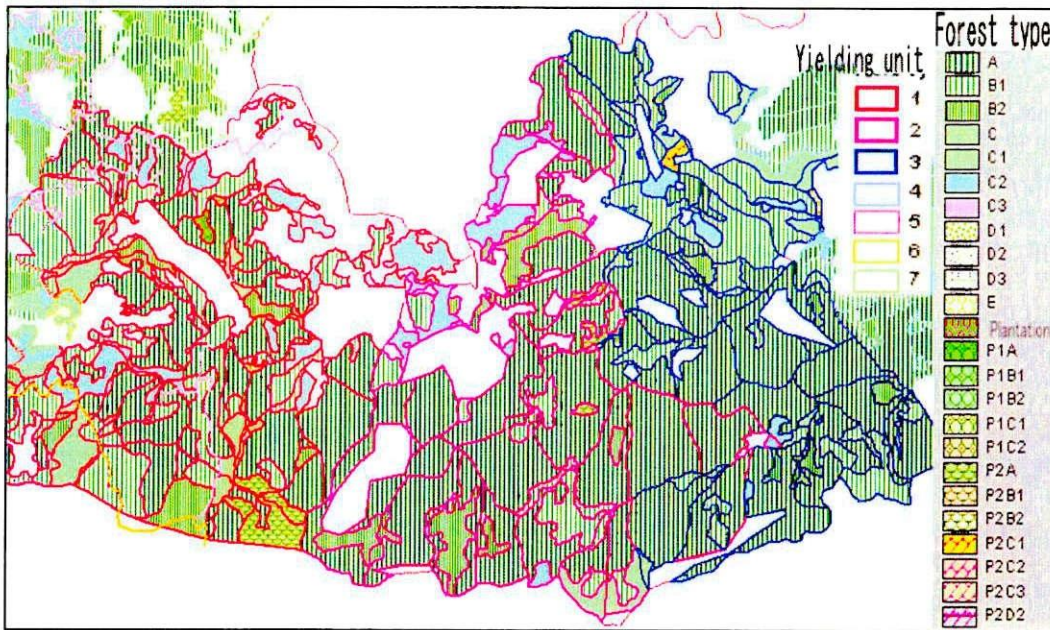 Yielding unit
1
2
3
4
5
6
7
Forest type
A
B1
B2
C
C1
C2
C3
D1
D2
D3
E
Plantation
P1A
P1B1
P1B2
P1C1
P1C2
P2A
P2B1
P2B2
P2C1
P2C2
P2C3
P2D2